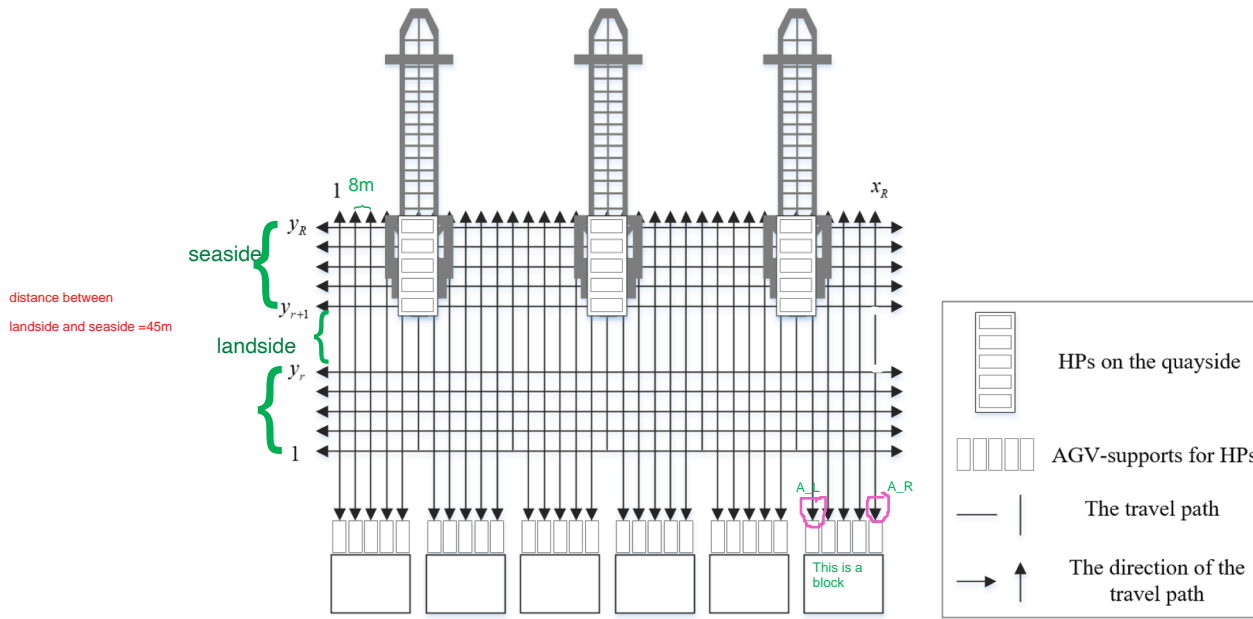 1
8m
x_R
y_R
seaside
distance between
landside and seaside =45m
y_{r+1}
landside
y_r
1
A_L
A_R
This is a
block
HPs on the quayside
AGV-supports for HPs
The travel path
The direction of the
travel path